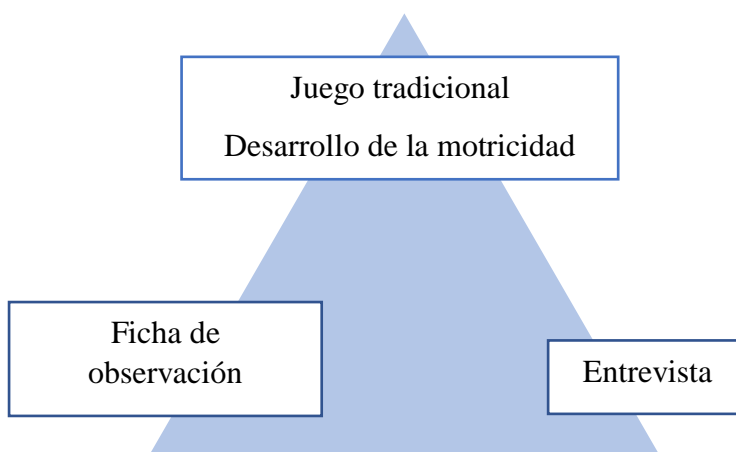 Juego tradicional
Desarrollo de la motricidad
Ficha de
observación
Entrevista